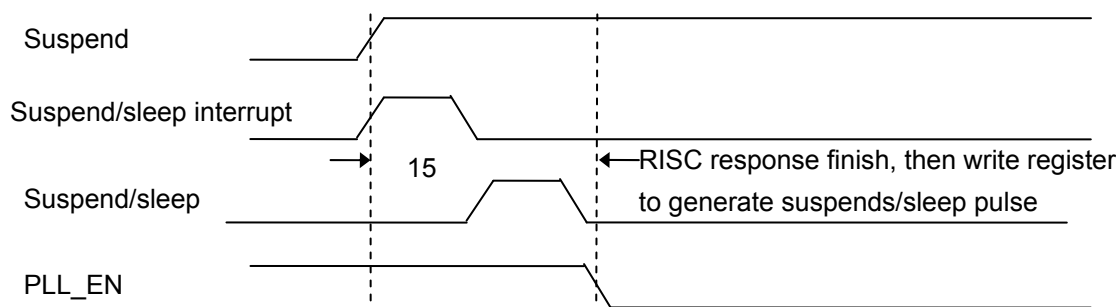 Suspend
Suspend/sleep interrupt
15
RISC response finish, then write register
Suspend/sleep
to generate suspends/sleep pulse
PLL_EN